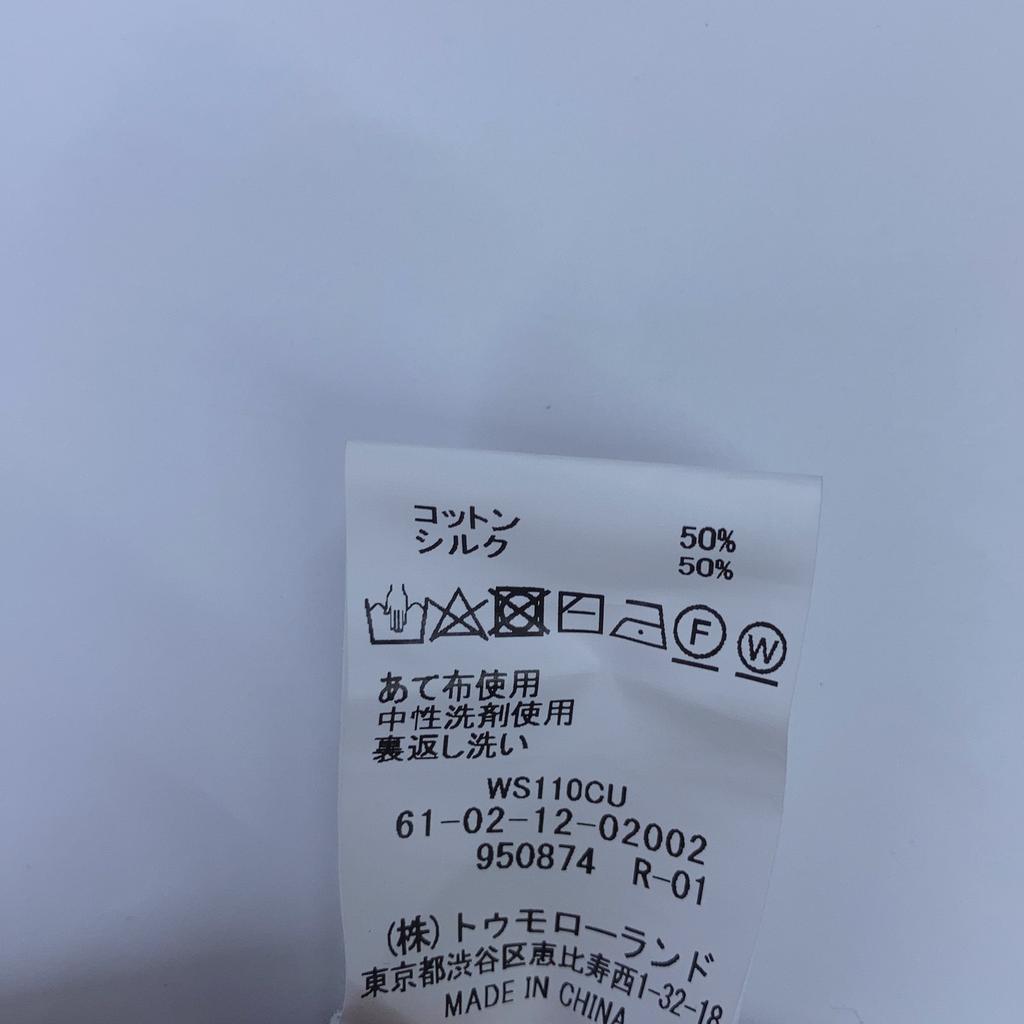 コットン 50%
シルク 50%
F W
あて布使用
中性洗剤使用
裏返し洗い
WS110CU
61-02-12-02002
950874 R-01
(株)トゥモローランド
東京都渋谷区恵比寿西1-32-18
MADE IN CHINA